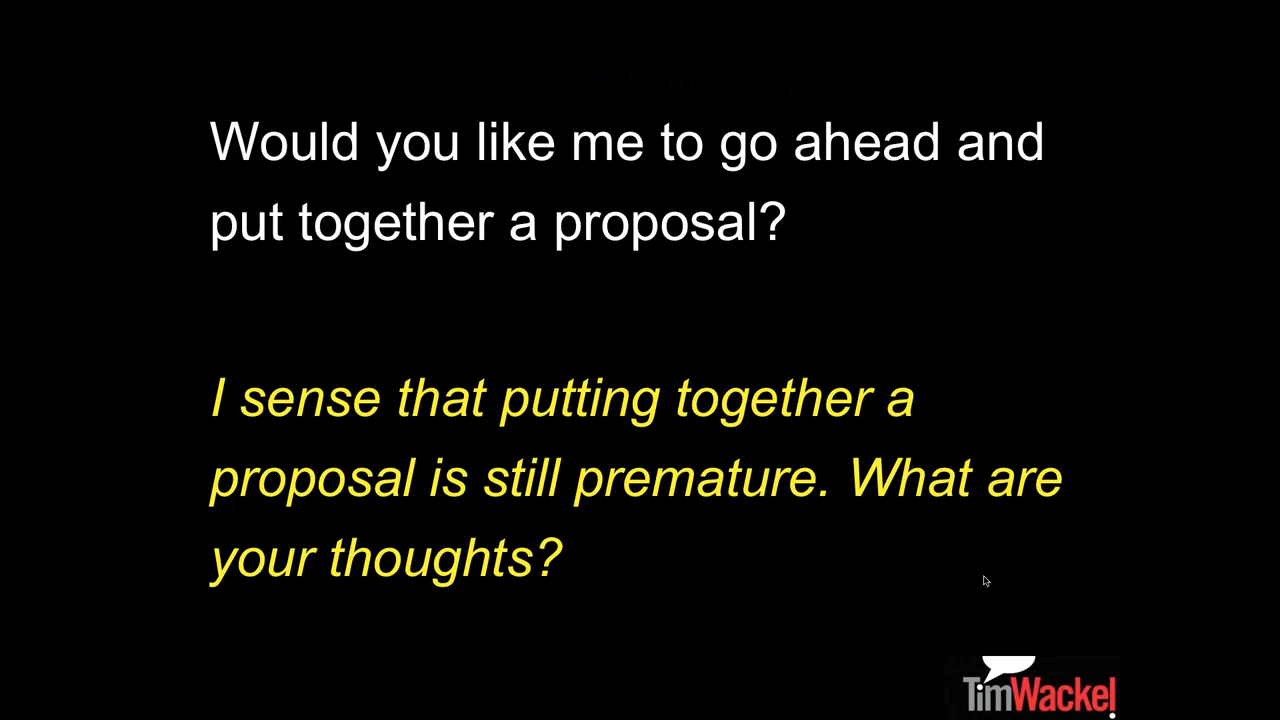 Would you like me to go ahead and
put together a proposal?
I sense that putting together a
proposal is still premature. What are
your thoughts?
TimWackel